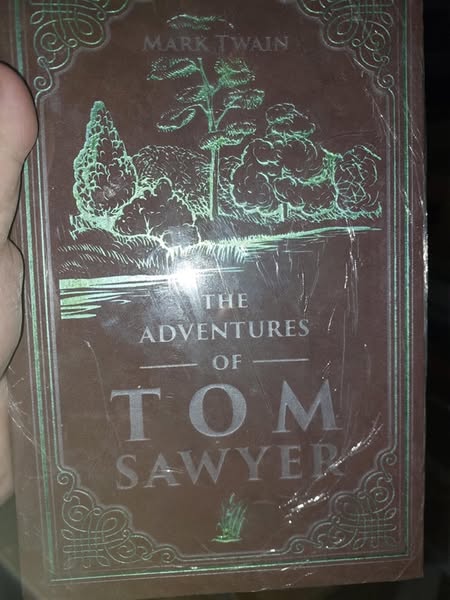 MARK TWAIN
THE
ADVENTURES
OF
TOM
SAWYER